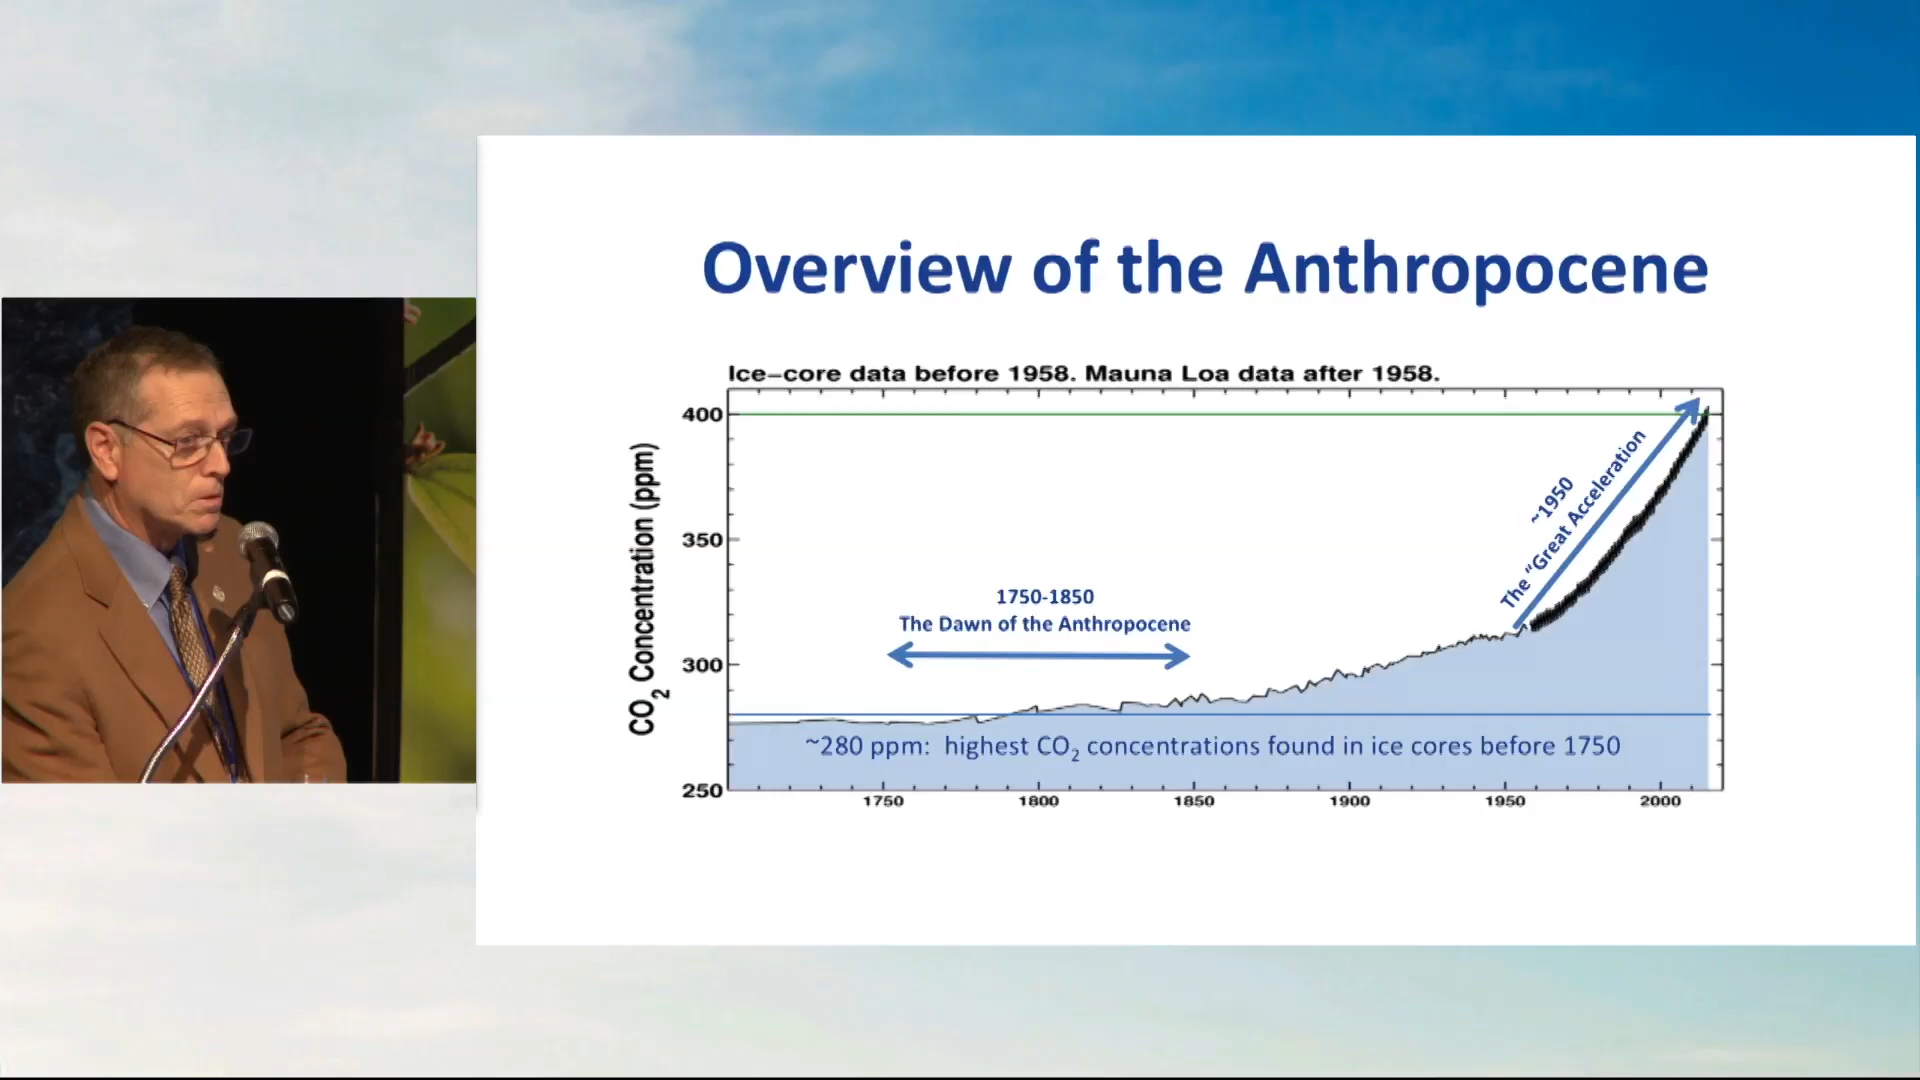 Overview of the Anthropocene
Ice-core data before 1958. Mauna Loa data after 1958.
CO2 Concentration (ppm)
400
350
300
250
~1950
The "Great Acceleration
1750-1850
The Dawn of the Anthropocene
~280 ppm: highest CO2 concentrations found in ice cores before 1750
1750 1800 1850 1900 1950 2000